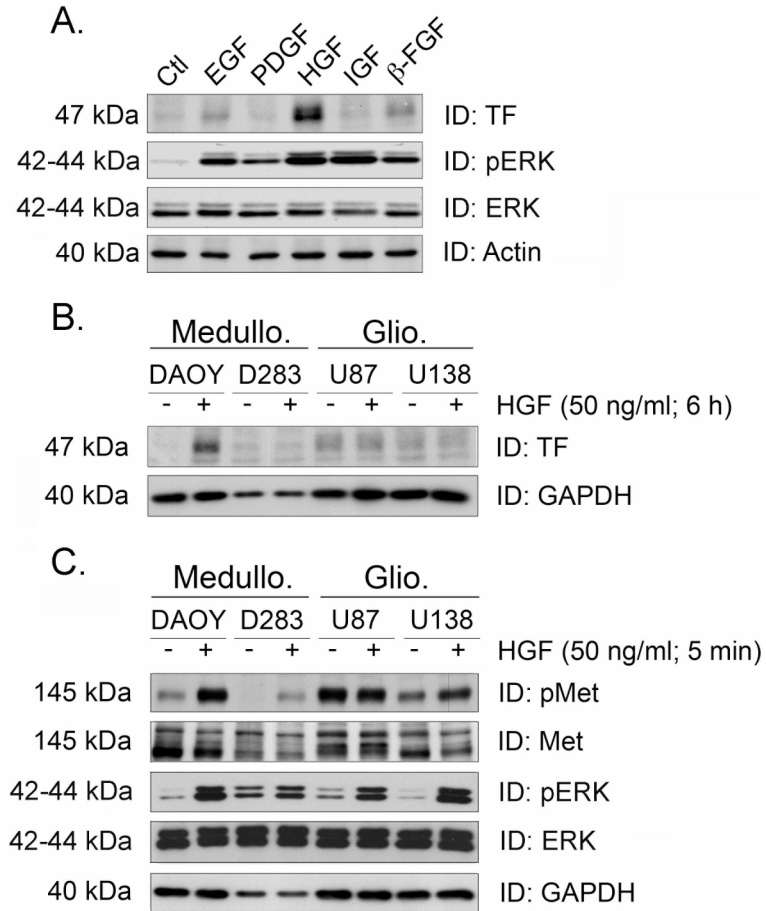 A.
Ctl EGF PDGF HGF IGF β-FGF
47 kDa ID: TF
42-44 kDa ID: pERK
42-44 kDa ID: ERK
40 kDa ID: Actin
B.
Medullo. Glio.
DAOY D283 U87 U138
- + - + - + - + HGF (50 ng/ml; 6 h)
47 kDa ID: TF
40 kDa ID: GAPDH
C.
Medullo. Glio.
DAOY D283 U87 U138
- + - + - + - + HGF (50 ng/ml; 5 min)
145 kDa ID: pMet
145 kDa ID: Met
42-44 kDa ID: pERK
42-44 kDa ID: ERK
40 kDa ID: GAPDH